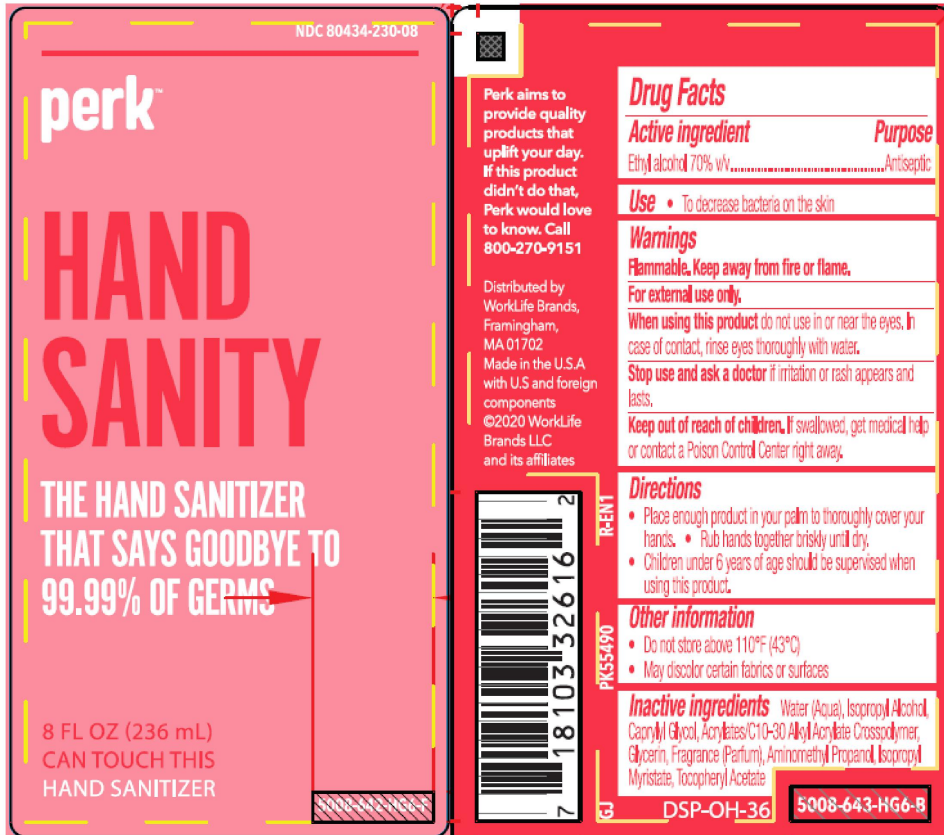 NDC 80434-230-08
perk™
HAND
SANITY
THE HAND SANITIZER
THAT SAYS GOODBYE TO
99.99% OF GERMS
8 FL OZ (236 mL)
CAN TOUCH THIS
HAND SANITIZER
5008-642-HG6-F
Perk aims to
provide quality
products that
uplift your day.
If this product
didn't do that,
Perk would love
to know. Call
800-270-9151
Distributed by
WorkLife Brands,
Framingham,
MA 01702
Made in the U.S.A
with U.S and foreign
components
©2020 WorkLife
Brands LLC
and its affiliates
7 18103 32616 2
R-EN1
PK55490
GJ
Drug Facts
Active ingredient Purpose
Ethyl alcohol 70% v/v................................Antiseptic
Use • To decrease bacteria on the skin
Warnings
Flammable. Keep away from fire or flame.
For external use only.
When using this product do not use in or near the eyes. In
case of contact, rinse eyes thoroughly with water.
Stop use and ask a doctor if irritation or rash appears and
lasts.
Keep out of reach of children. If swallowed, get medical help
or contact a Poison Control Center right away.
Directions
• Place enough product in your palm to thoroughly cover your
hands. • Rub hands together briskly until dry.
• Children under 6 years of age should be supervised when
using this product.
Other information
• Do not store above 110°F (43°C)
• May discolor certain fabrics or surfaces
Inactive ingredients Water (Aqua), Isopropyl Alcohol,
Caprylyl Glycol, Acrylates/C10-30 Alkyl Acrylate Crosspolymer,
Glycerin, Fragrance (Parfum), Aminomethyl Propanol, Isopropyl
Myristate, Tocopheryl Acetate
DSP-OH-36
5008-643-HG6-B